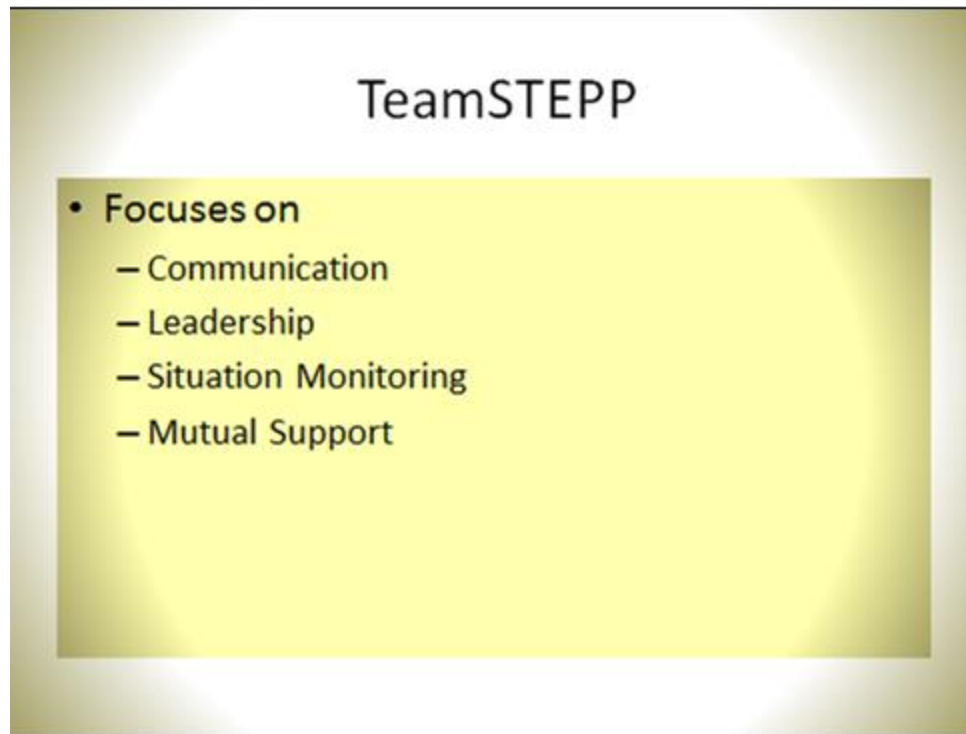 TeamSTEPP
• Focuses on
– Communication
– Leadership
– Situation Monitoring
– Mutual Support